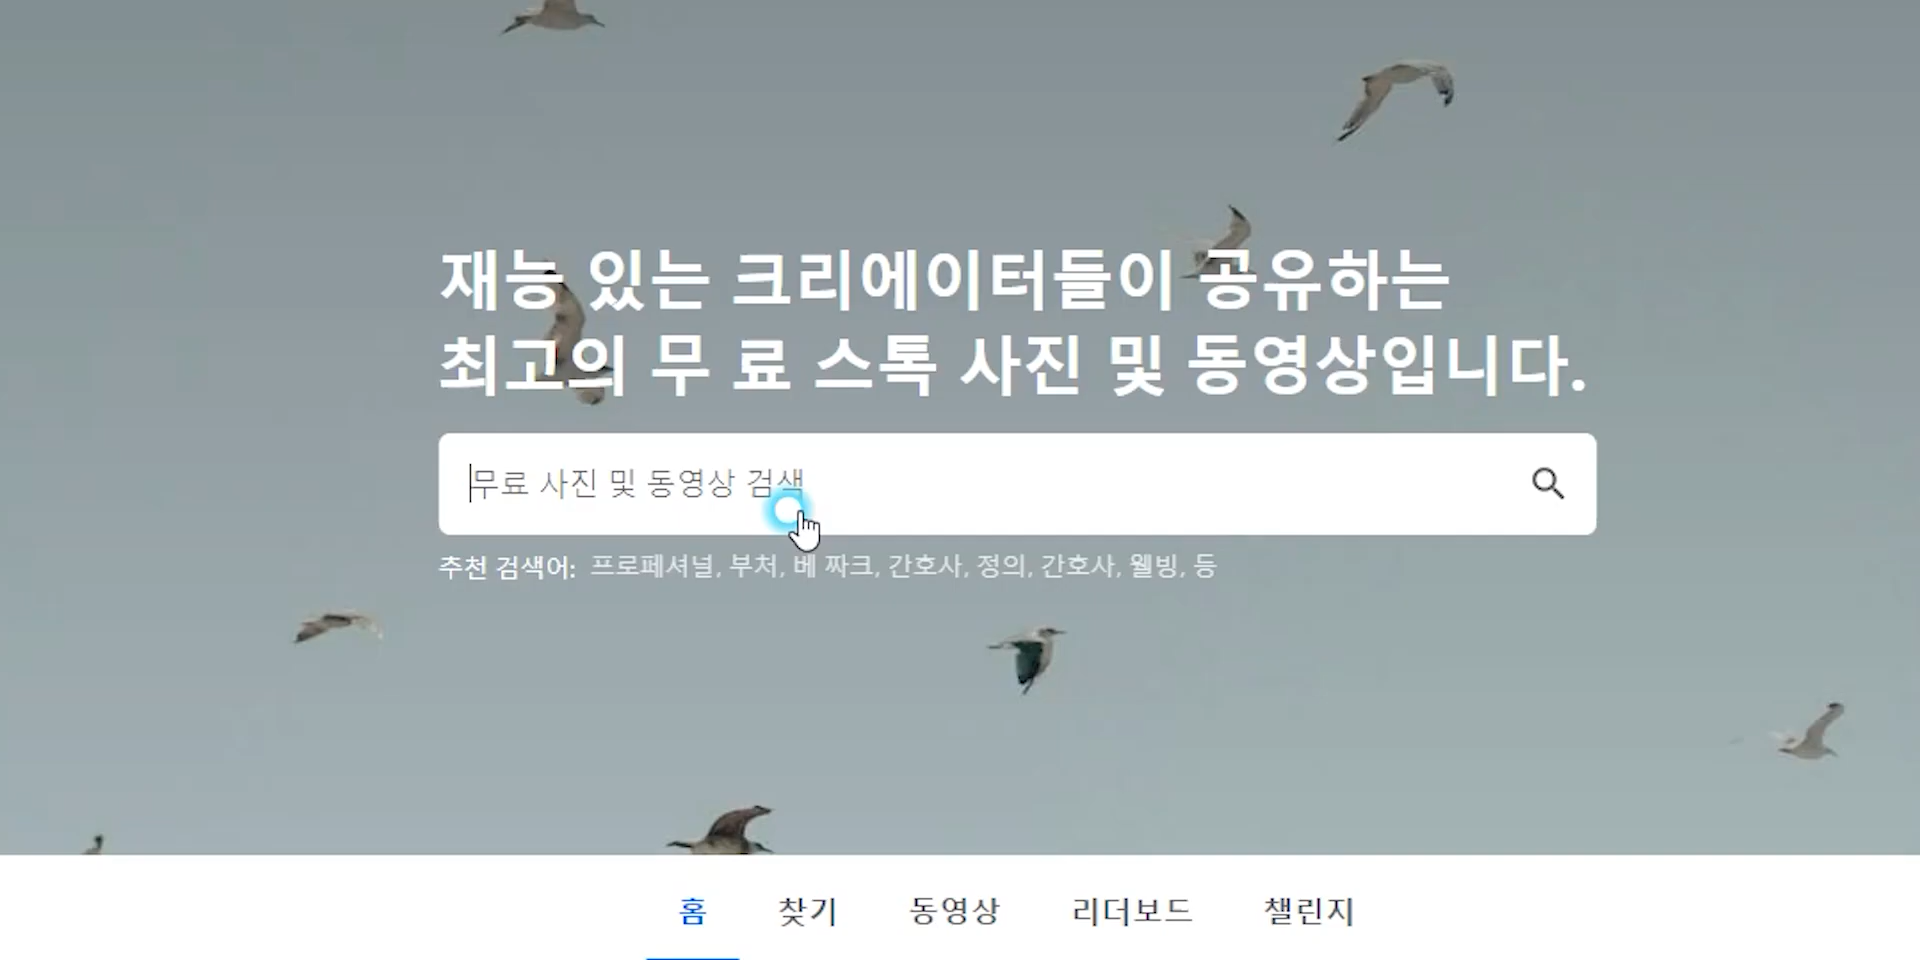 재능 있는 크리에이터들이 공유하는
최고의 무 료 스톡 사진 및 동영상입니다.
무료 사진 및 동영상 검색
추천 검색어: 프로페셔널, 부처, 베 짜크, 간호사, 정의, 간호사, 웰빙, 등
홈 찾기 동영상 리더보드 챌린지